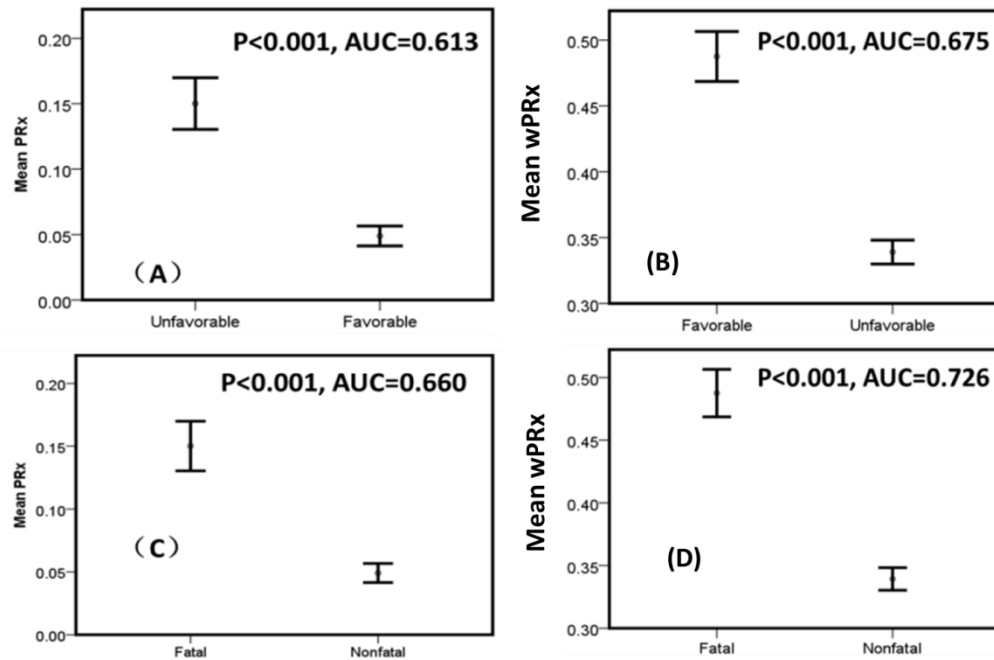 P<0.001, AUC=0.613
Mean PRx
0.20
0.15
0.10
0.05
0.00
（A）
Unfavorable
Favorable
P<0.001, AUC=0.675
Mean wPRx
0.50
0.45
0.40
0.35
0.30
(B)
Favorable
Unfavorable
P<0.001, AUC=0.660
Mean PRx
0.20
0.15
0.10
0.05
0.00
（C）
Fatal
Nonfatal
P<0.001, AUC=0.726
Mean wPRx
0.50
0.45
0.40
0.35
0.30
(D)
Fatal
Nonfatal